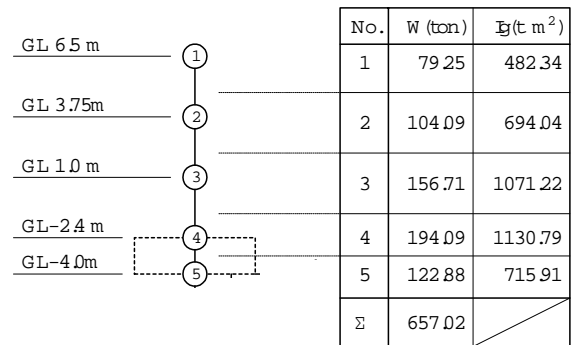 No. W (ton) Ig(t m²)
GL 6.5 m 1 1 79.25 482.34
GL 3.75m 2 2 104.09 694.04
GL 1.0 m 3 3 156.71 1071.22
GL-2.4 m 4 4 194.09 1130.79
GL-4.0m 5 5 122.88 715.91
Σ 657.02